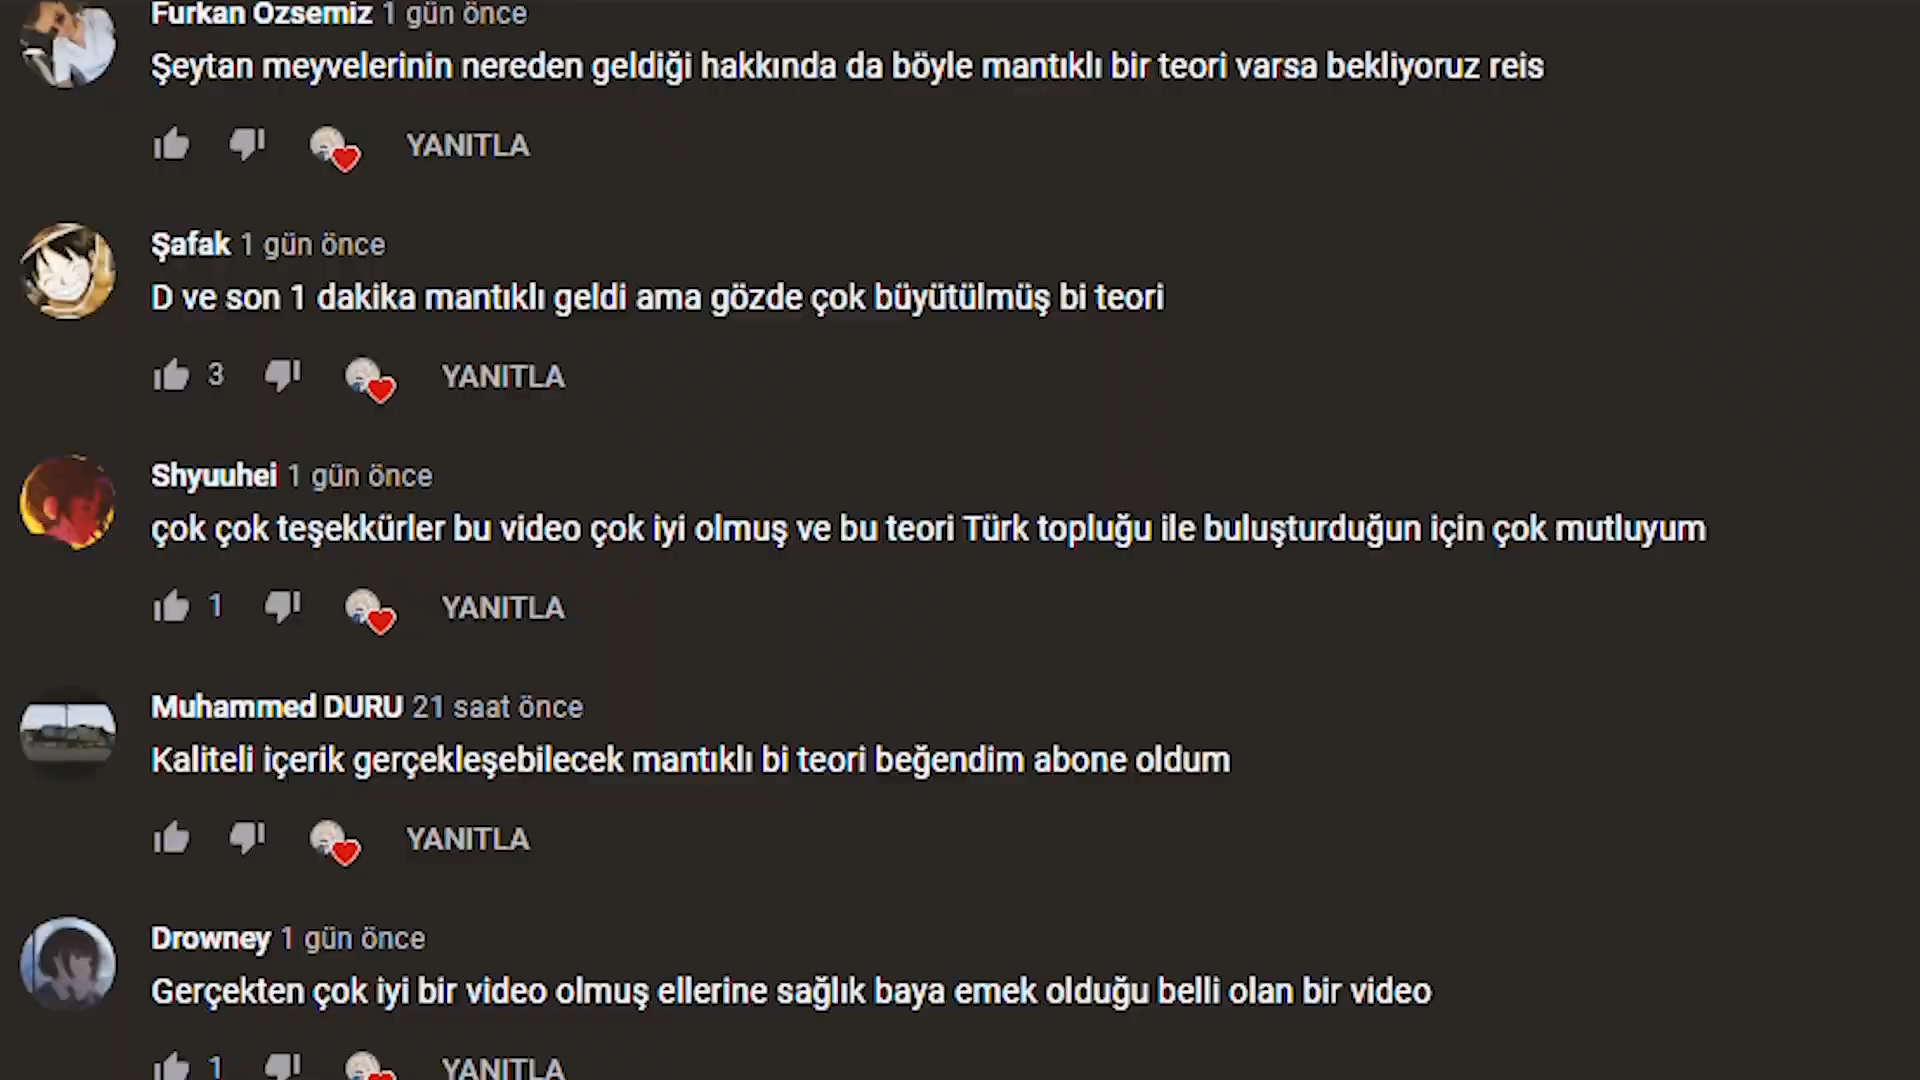 Furkan Özsemiz 1 gün önce
Şeytan meyvelerinin nereden geldiği hakkında da böyle mantıklı bir teori varsa bekliyoruz reis
YANITLA
Şafak 1 gün önce
D ve son 1 dakika mantıklı geldi ama gözde çok büyütülmüş bi teori
3 YANITLA
Shyuuhei 1 gün önce
çok çok teşekkürler bu video çok iyi olmuş ve bu teori Türk topluğu ile buluşturduğun için çok mutluyum
1 YANITLA
Muhammed DURU 21 saat önce
Kaliteli içerik gerçekleşebilecek mantıklı bi teori beğendim abone oldum
YANITLA
Drowney 1 gün önce
Gerçekten çok iyi bir video olmuş ellerine sağlık baya emek olduğu belli olan bir video
1 YANITLA